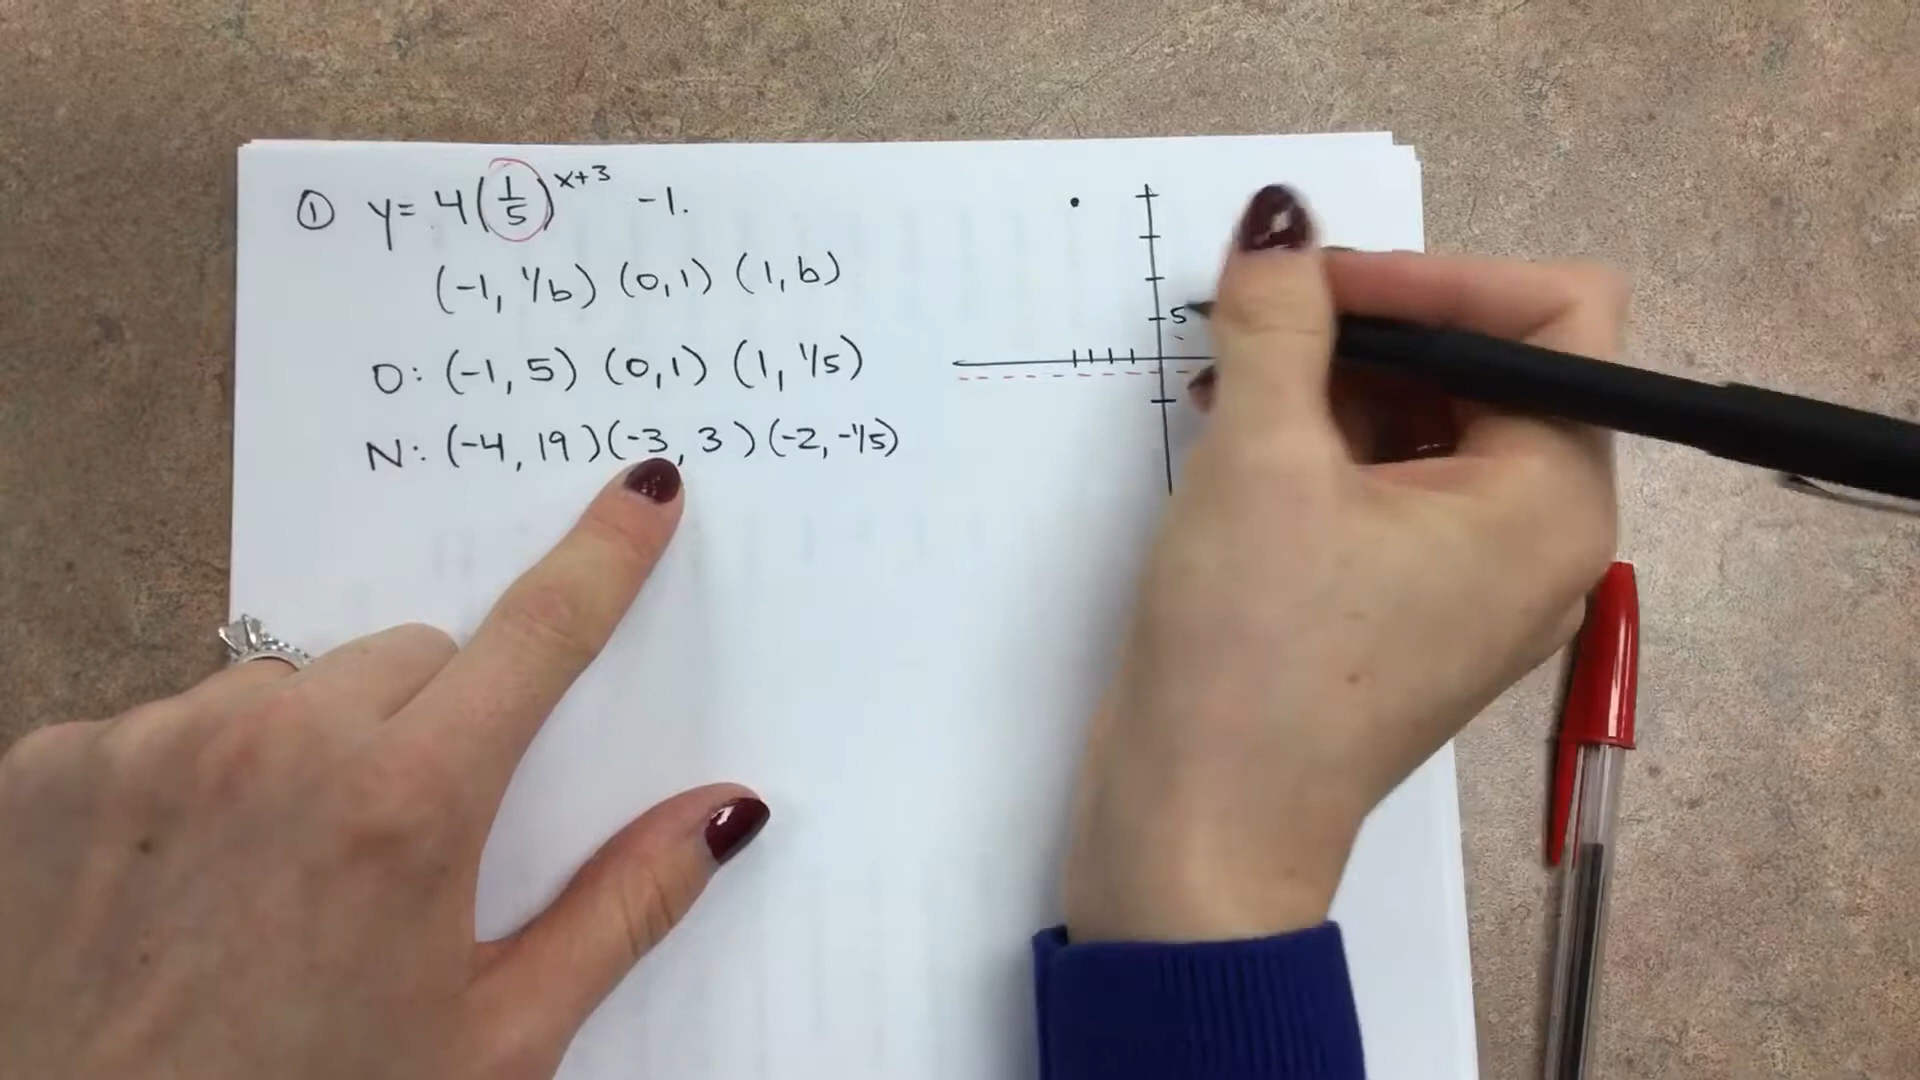 ① y= 4(1/5)^x+3 -1.
(-1, 1/b) (0,1) (1, b)
O: (-1, 5) (0,1) (1, 1/5)
N: (-4, 19) (-3, 3) (-2, -1/5)
5